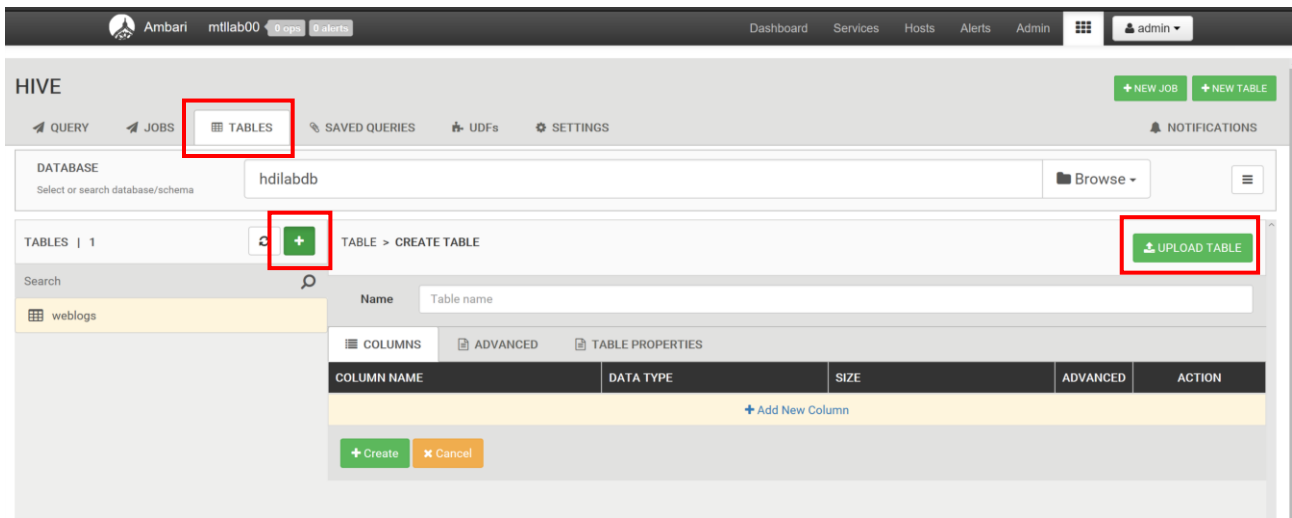 Ambari mtllab00 0 ops 0 alerts Dashboard Services Hosts Alerts Admin admin
HIVE
NEW JOB NEW TABLE
QUERY JOBS TABLES SAVED QUERIES UDFs SETTINGS NOTIFICATIONS
DATABASE
Select or search database/schema
hdilabdb
Browse
TABLES | 1
TABLE > CREATE TABLE
UPLOAD TABLE
Search
Name Table name
weblogs
COLUMNS ADVANCED TABLE PROPERTIES
COLUMN NAME DATA TYPE SIZE ADVANCED ACTION
+ Add New Column
+ Create × Cancel